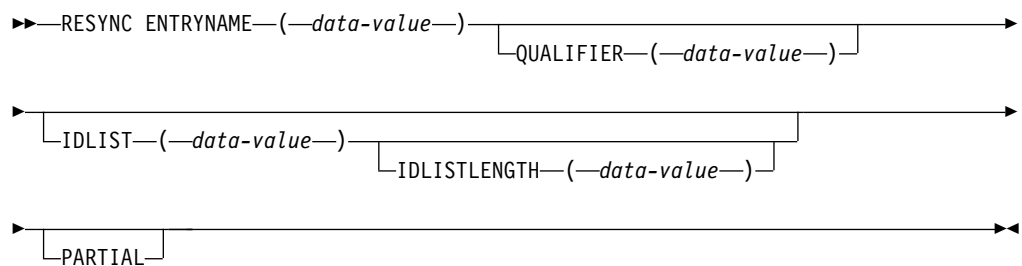 RESYNC ENTRYNAME (data-value)
QUALIFIER (data-value)
IDLIST (data-value)
IDLISTLENGTH (data-value)
PARTIAL